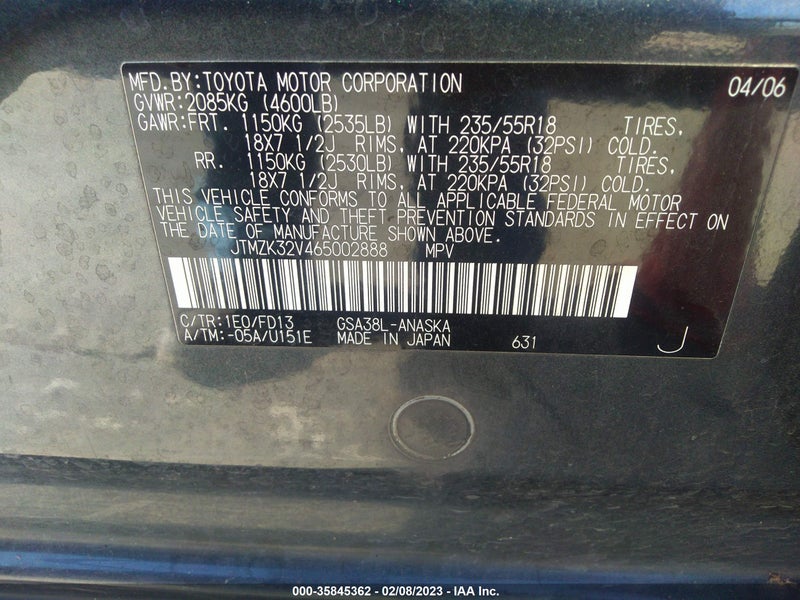 MFD.BY:TOYOTA MOTOR CORPORATION 04/06
GVWR:2085KG (4600LB)
GAWR:FRT. 1150KG (2535LB) WITH 235/55R18 TIRES,
18X7 1/2J RIMS, AT 220KPA (32PSI) COLD.
RR. 1150KG (2530LB) WITH 235/55R18 TIRES,
18X7 1/2J RIMS, AT 220KPA (32PSI) COLD.
THIS VEHICLE CONFORMS TO ALL APPLICABLE FEDERAL MOTOR
VEHICLE SAFETY AND THEFT PREVENTION STANDARDS IN EFFECT ON
THE DATE OF MANUFACTURE SHOWN ABOVE.
JTMZK32V465002888 MPV
C/TR:1E0/FD13 GSA38L-ANASKA
A/TM:-05A/U151E MADE IN JAPAN 631 J
000-35845362 - 02/08/2023 - IAA Inc.